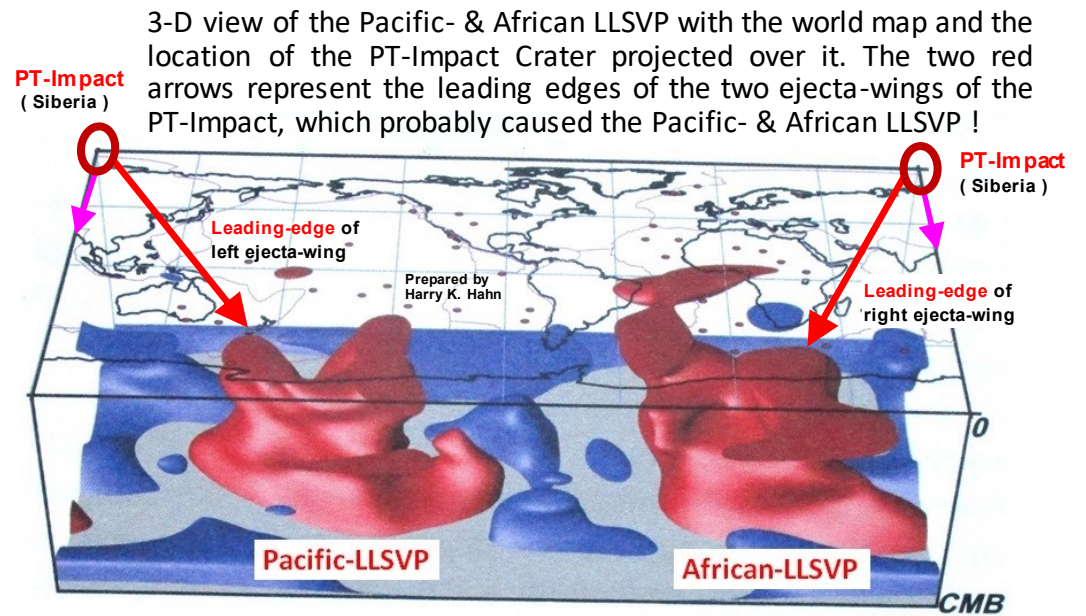 3-D view of the Pacific- & African LLSVP with the world map and the
location of the PT-Impact Crater projected over it. The two red
arrows represent the leading edges of the two ejecta-wings of the
PT-Impact, which probably caused the Pacific- & African LLSVP !
PT-Impact
( Siberia )
PT-Impact
( Siberia )
Leading-edge of
left ejecta-wing
Prepared by
Harry K. Hahn
Leading-edge of
right ejecta-wing
0
Pacific-LLSVP
African-LLSVP
CMB